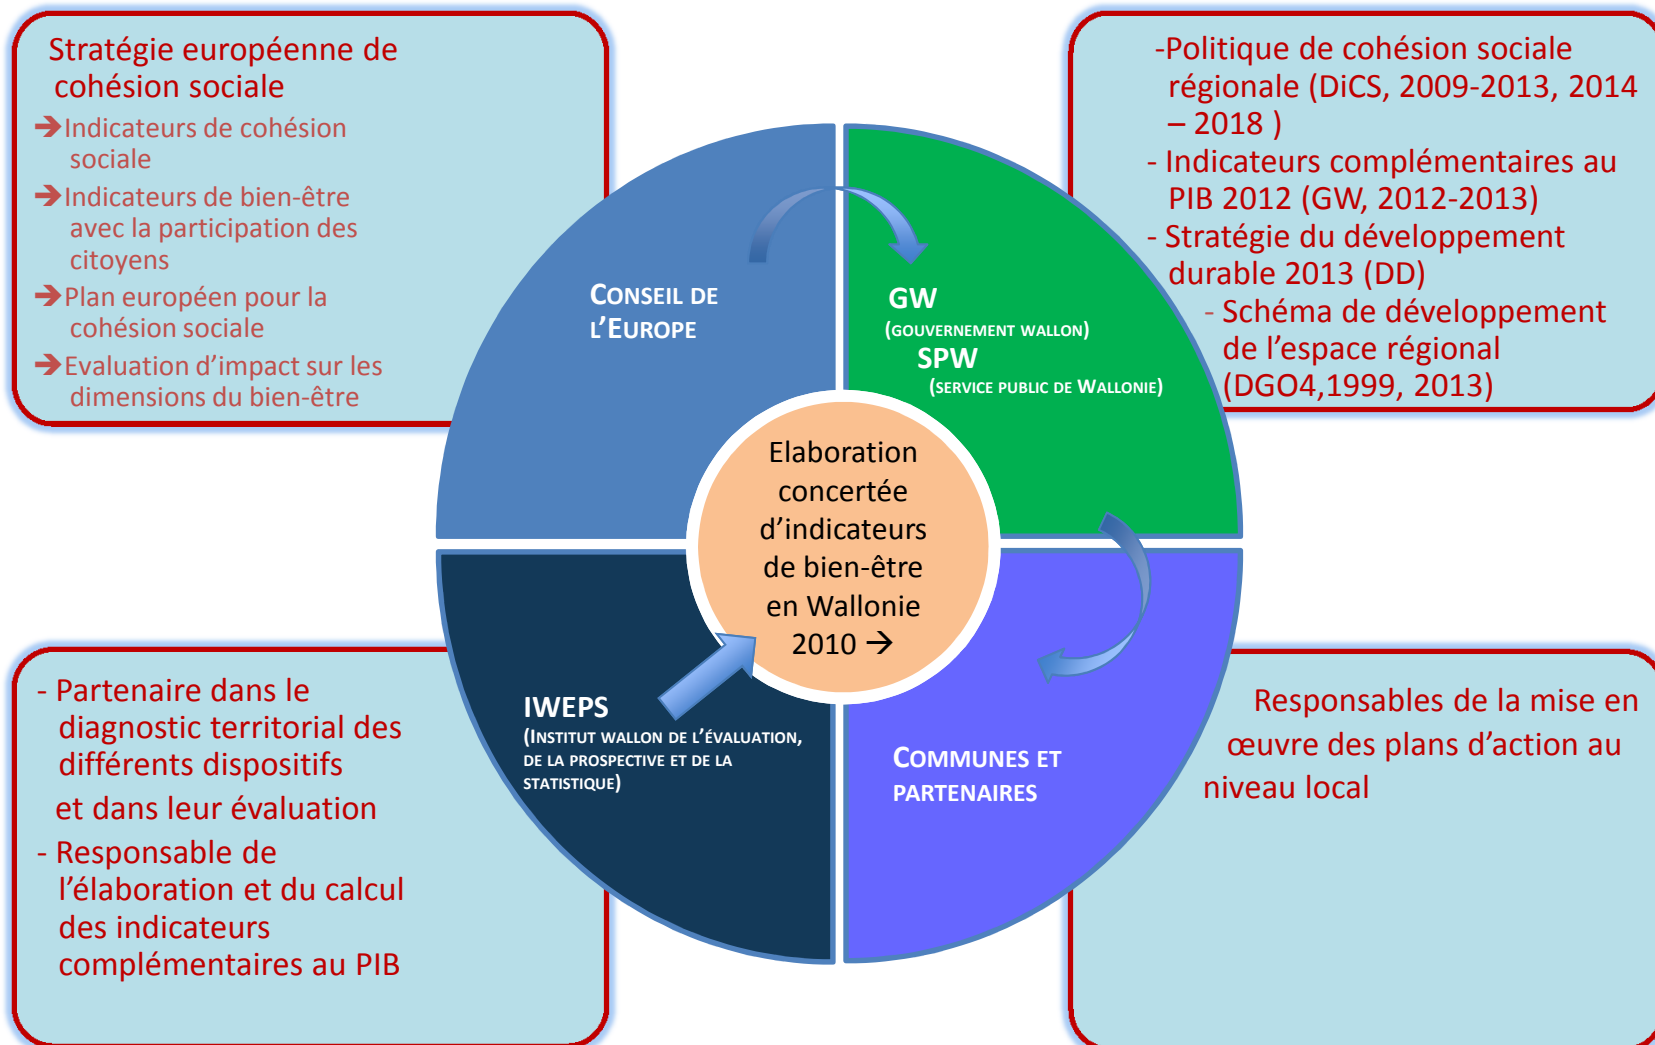 Stratégie européenne de
cohésion sociale
➔Indicateurs de cohésion
sociale
➔Indicateurs de bien-être
avec la participation des
citoyens
➔Plan européen pour la
cohésion sociale
➔Evaluation d’impact sur les
dimensions du bien-être
-Politique de cohésion sociale
régionale (DiCS, 2009-2013, 2014
– 2018 )
- Indicateurs complémentaires au
PIB 2012 (GW, 2012-2013)
- Stratégie du développement
durable 2013 (DD)
- Schéma de développement
de l’espace régional
(DGO4,1999, 2013)
CONSEIL DE
L’EUROPE
GW
(GOUVERNEMENT WALLON)
SPW
(SERVICE PUBLIC DE WALLONIE)
Elaboration
concertée
d’indicateurs
de bien-être
en Wallonie
2010 →
IWEPS
(INSTITUT WALLON DE L’ÉVALUATION,
DE LA PROSPECTIVE ET DE LA
STATISTIQUE)
COMMUNES ET
PARTENAIRES
- Partenaire dans le
diagnostic territorial des
différents dispositifs
et dans leur évaluation
- Responsable de
l’élaboration et du calcul
des indicateurs
complémentaires au PIB
Responsables de la mise en
œuvre des plans d’action au
niveau local